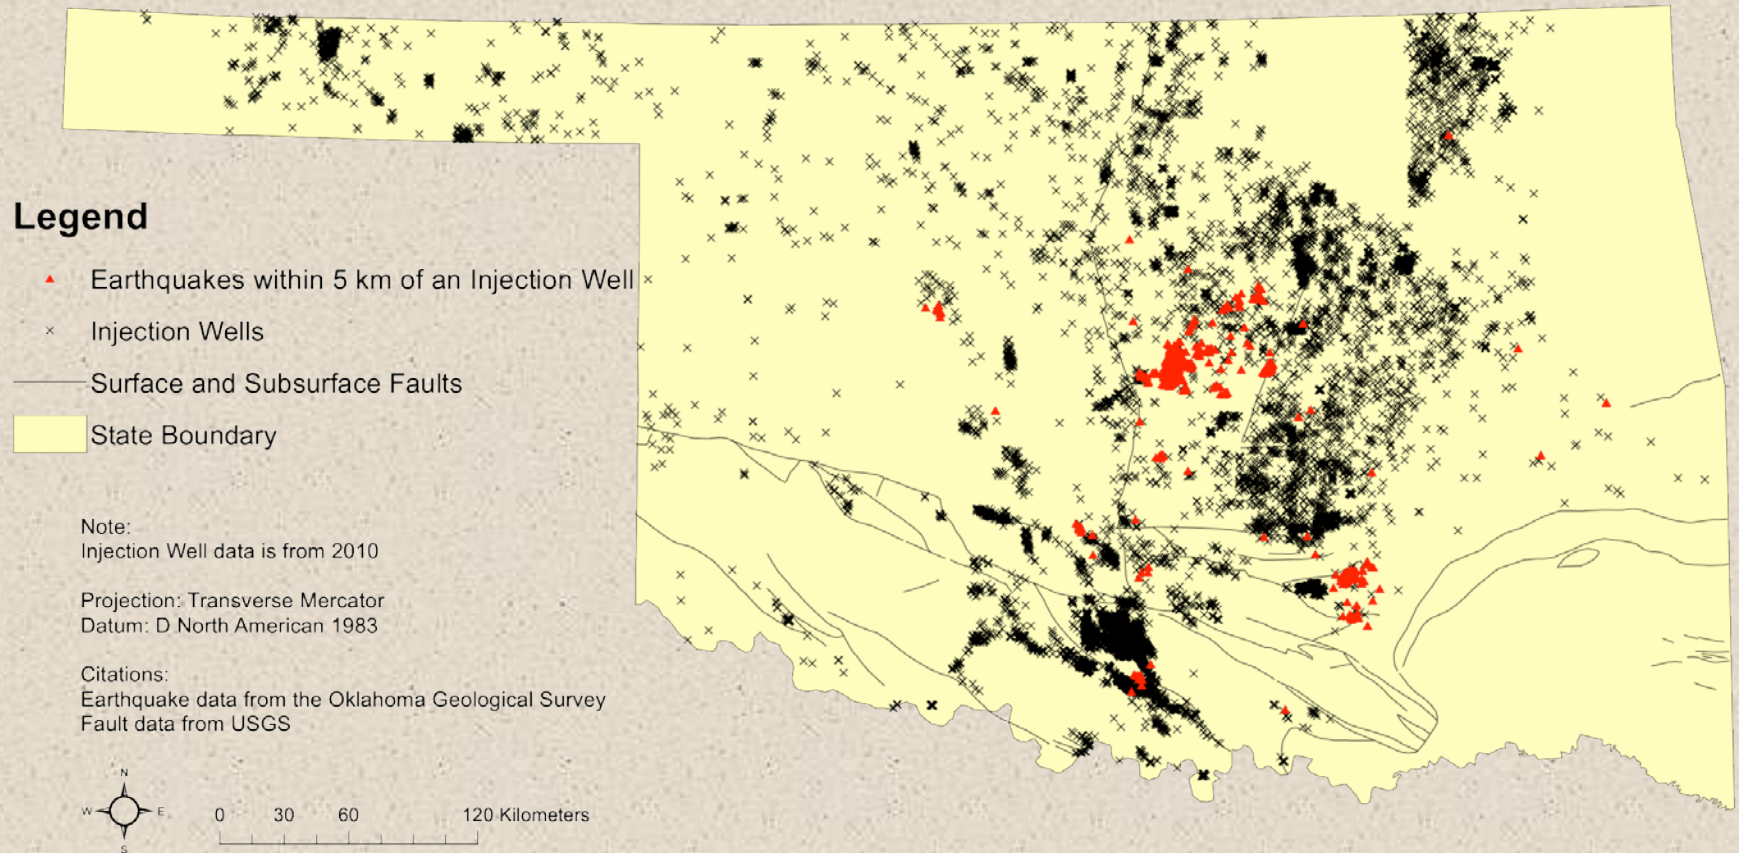 Legend
Earthquakes within 5 km of an Injection Well
Injection Wells
Surface and Subsurface Faults
State Boundary
Note:
Injection Well data is from 2010
Projection: Transverse Mercator
Datum: D North American 1983
Citations:
Earthquake data from the Oklahoma Geological Survey
Fault data from USGS
N
W E
S
0 30 60 120 Kilometers